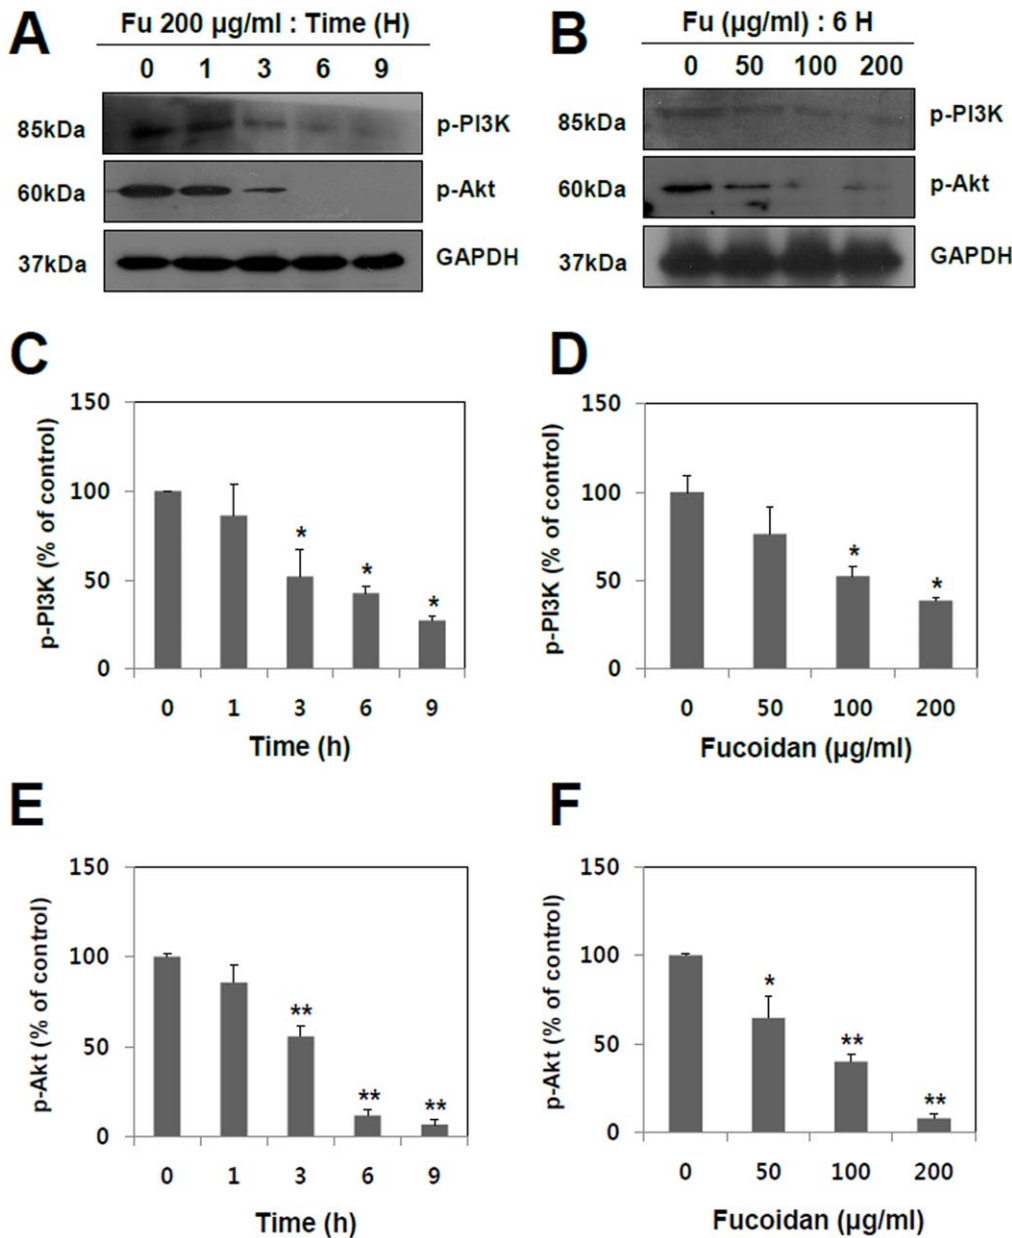 A
Fu 200 µg/ml : Time (H)
0 1 3 6 9
85kDa p-PI3K
60kDa p-Akt
37kDa GAPDH
B
Fu (µg/ml) : 6 H
0 50 100 200
85kDa p-PI3K
60kDa p-Akt
37kDa GAPDH
C
p-PI3K (% of control)
150
100
50
0
* * *
0 1 3 6 9
Time (h)
D
p-PI3K (% of control)
150
100
50
0
* *
0 50 100 200
Fucoidan (µg/ml)
E
p-Akt (% of control)
150
100
50
0
** ** **
0 1 3 6 9
Time (h)
F
p-Akt (% of control)
150
100
50
0
* ** **
0 50 100 200
Fucoidan (µg/ml)